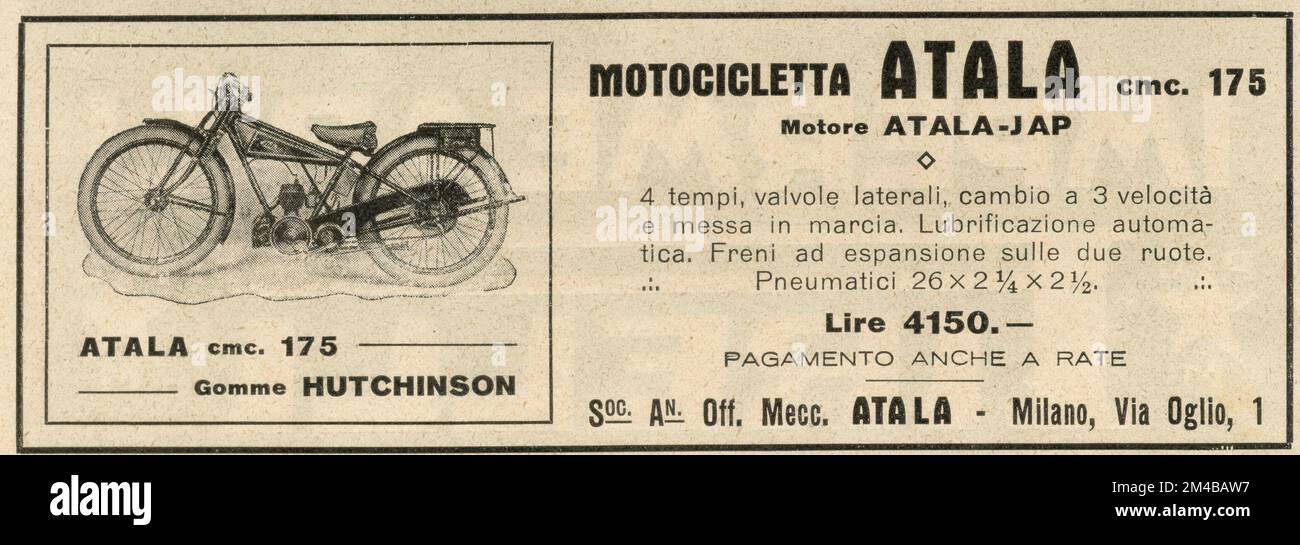 MOTOCICLETTA ATALA cmc. 175
Motore ATALA-JAP
4 tempi, valvole laterali, cambio a 3 velocità
e messa in marcia. Lubrificazione automa-
tica. Freni ad espansione sulle due ruote.
.:. Pneumatici 26 × 2 ¼ × 2 ½. .:.
Lire 4150.—
PAGAMENTO ANCHE A RATE
Soc. An. Off. Mecc. ATALA - Milano, Via Oglio, 1
ATALA cmc. 175
Gomme HUTCHINSON
alamy
Image ID: 2M4BAW7
www.alamy.com